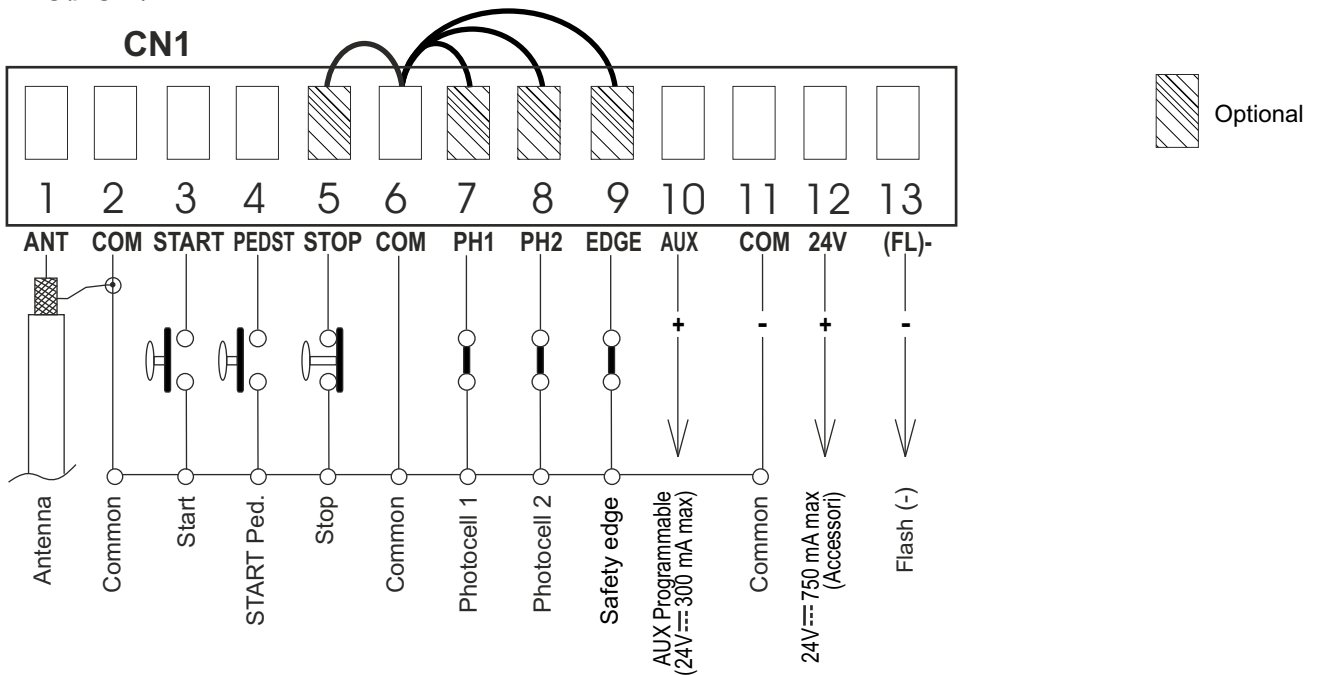 CN1
Optional
1 2 3 4 5 6 7 8 9 10 11 12 13
ANT COM START PEDST STOP COM PH1 PH2 EDGE AUX COM 24V (FL)-
+ - + -
Antenna
Common
Start
START Ped.
Stop
Common
Photocell 1
Photocell 2
Safety edge
AUX Programmable
(24V⎓300 mA max)
Common
24V⎓750 mA max
(Accessori)
Flash (-)